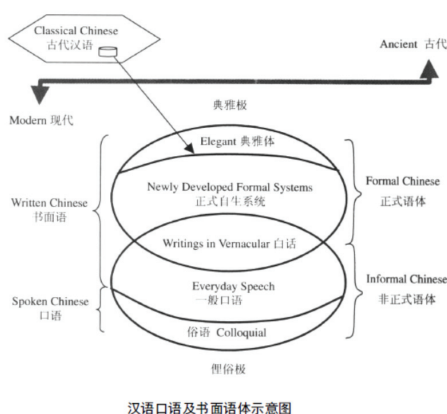 Classical Chinese
古代汉语
Ancient 古代
Modern 现代
典雅极
Elegant 典雅体
Newly Developed Formal Systems
正式自生系统
Formal Chinese
正式语体
Written Chinese
书面语
Writings in Vernacular 白话
Everyday Speech
一般口语
Informal Chinese
非正式语体
Spoken Chinese
口语
俗语 Colloquial
俚俗极
汉语口语及书面语体示意图